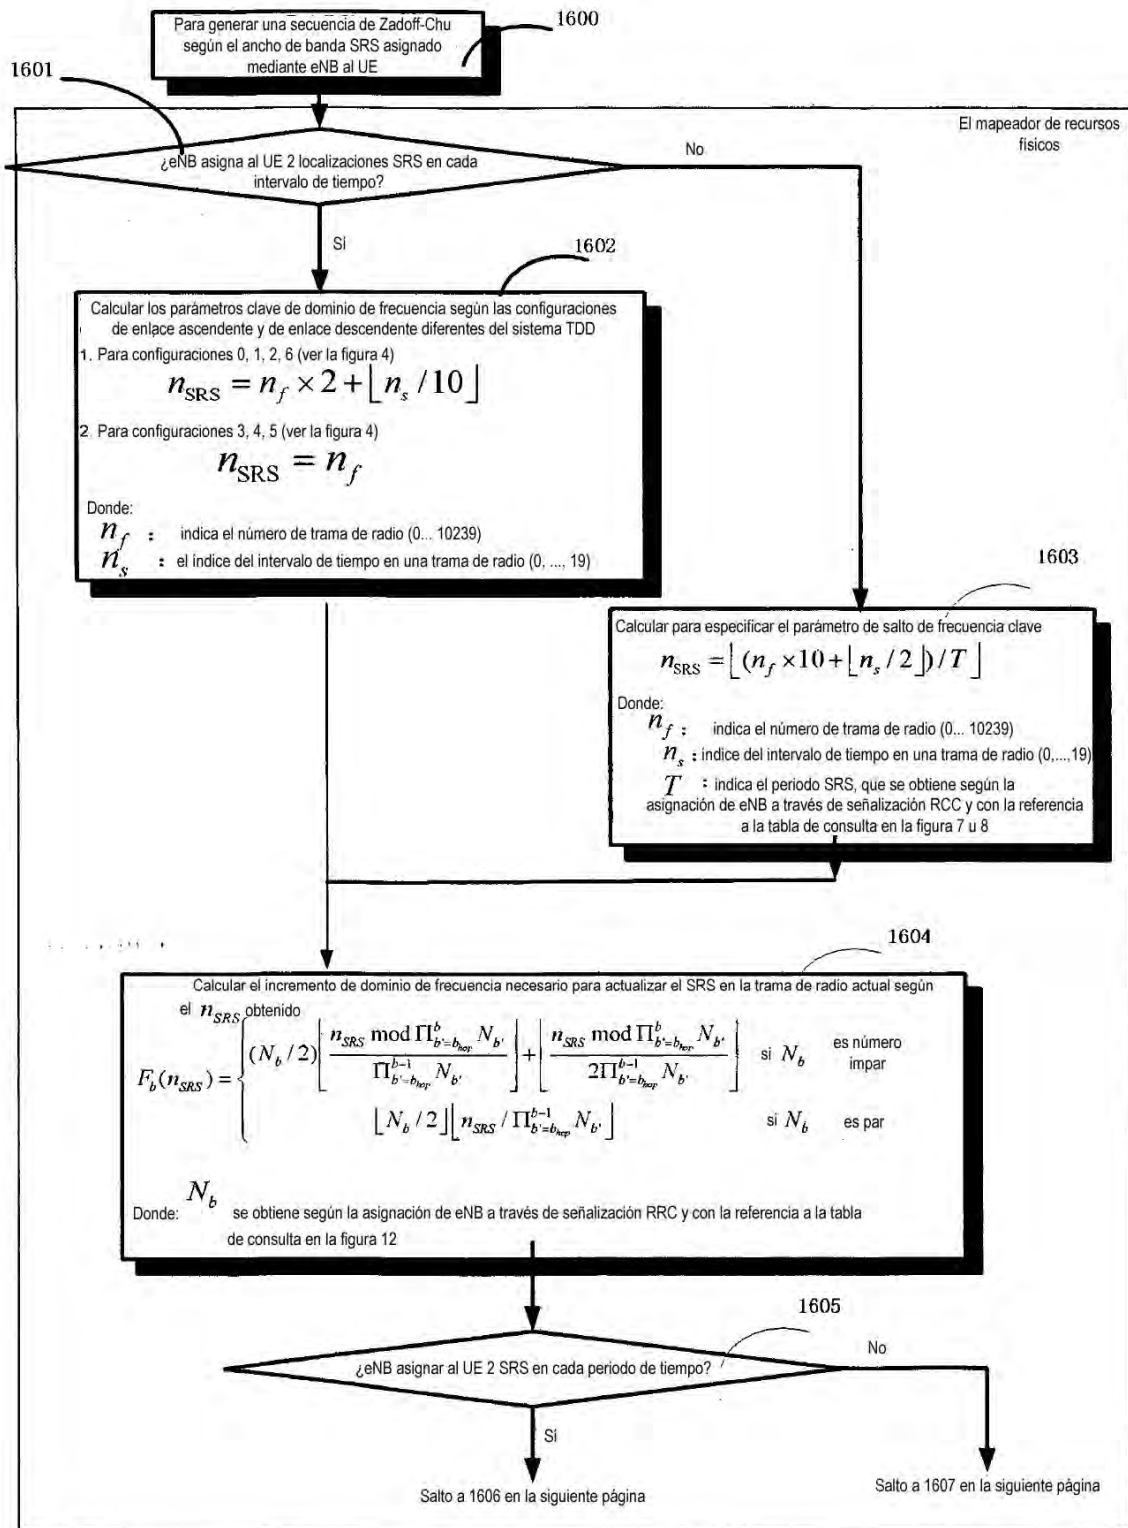 1600
Para generar una secuencia de Zadoff-Chu
según el ancho de banda SRS asignado
mediante eNB al UE
1601
El mapeador de recursos
físicos
¿eNB asigna al UE 2 localizaciones SRS en cada
intervalo de tiempo?
No
Sí
1602
Calcular los parámetros clave de dominio de frecuencia según las configuraciones
de enlace ascendente y de enlace descendente diferentes del sistema TDD
1. Para configuraciones 0, 1, 2, 6 (ver la figura 4)
n_SRS = n_f × 2 + ⌊ n_s / 10 ⌋
2. Para configuraciones 3, 4, 5 (ver la figura 4)
n_SRS = n_f
Donde:
n_f : indica el número de trama de radio (0... 10239)
n_s : el índice del intervalo de tiempo en una trama de radio (0, ..., 19)
1603
Calcular para especificar el parámetro de salto de frecuencia clave
n_SRS = ⌊ (n_f × 10 + ⌊ n_s / 2 ⌋) / T ⌋
Donde:
n_f : indica el número de trama de radio (0... 10239)
n_s : indice del intervalo de tiempo en una trama de radio (0,...,19)
T : indica el periodo SRS, que se obtiene según la
asignación de eNB a través de señalización RCC y con la referencia
a la tabla de consulta en la figura 7 u 8
1604
Calcular el incremento de dominio de frecuencia necesario para actualizar el SRS en la trama de radio actual según
el n_SRS obtenido
F_b(n_SRS) = { (N_b / 2) ⌊ (n_SRS mod Π_{b'=b_hop}^{b} N_b') / (Π_{b'=b_hop}^{b-1} N_b') ⌋ + ⌊ (n_SRS mod Π_{b'=b_hop}^{b} N_b') / (2Π_{b'=b_hop}^{b-1} N_b') ⌋ si N_b es número impar
⌊ N_b / 2 ⌋ ⌊ n_SRS / Π_{b'=b_hop}^{b-1} N_b' ⌋ si N_b es par
Donde: N_b se obtiene según la asignación de eNB a través de señalización RRC y con la referencia a la tabla
de consulta en la figura 12
1605
¿eNB asignar al UE 2 SRS en cada periodo de tiempo?
No
Sí
Salto a 1606 en la siguiente página
Salto a 1607 en la siguiente página